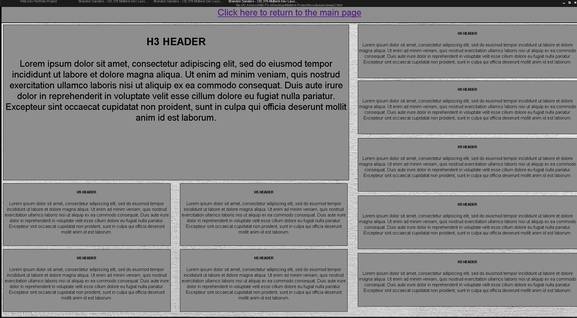 Click here to return to the main page
H3 HEADER
Lorem ipsum dolor sit amet, consectetur adipiscing elit, sed do eiusmod tempor
incididunt ut labore et dolore magna aliqua. Ut enim ad minim veniam, quis nostrud
exercitation ullamco laboris nisi ut aliquip ex ea commodo consequat. Duis aute irure
dolor in reprehenderit in voluptate velit esse cillum dolore eu fugiat nulla pariatur.
Excepteur sint occaecat cupidatat non proident, sunt in culpa qui officia deserunt mollit
anim id est laborum.
H5 HEADER
Lorem ipsum dolor sit amet, consectetur adipiscing elit, sed do eiusmod tempor
incididunt ut labore et dolore magna aliqua. Ut enim ad minim veniam, quis nostrud
exercitation ullamco laboris nisi ut aliquip ex ea commodo consequat. Duis aute irure
dolor in reprehenderit in voluptate velit esse cillum dolore eu fugiat nulla pariatur.
Excepteur sint occaecat cupidatat non proident, sunt in culpa qui officia deserunt
mollit anim id est laborum.
H5 HEADER
Lorem ipsum dolor sit amet, consectetur adipiscing elit, sed do eiusmod tempor
incididunt ut labore et dolore magna aliqua. Ut enim ad minim veniam, quis nostrud
exercitation ullamco laboris nisi ut aliquip ex ea commodo consequat. Duis aute irure
dolor in reprehenderit in voluptate velit esse cillum dolore eu fugiat nulla pariatur.
Excepteur sint occaecat cupidatat non proident, sunt in culpa qui officia deserunt
mollit anim id est laborum.
H5 HEADER
Lorem ipsum dolor sit amet, consectetur adipiscing elit, sed do eiusmod tempor
incididunt ut labore et dolore magna aliqua. Ut enim ad minim veniam, quis nostrud
exercitation ullamco laboris nisi ut aliquip ex ea commodo consequat. Duis aute irure
dolor in reprehenderit in voluptate velit esse cillum dolore eu fugiat nulla pariatur.
Excepteur sint occaecat cupidatat non proident, sunt in culpa qui officia deserunt
mollit anim id est laborum.
H5 HEADER
Lorem ipsum dolor sit amet, consectetur adipiscing elit, sed do eiusmod tempor
incididunt ut labore et dolore magna aliqua. Ut enim ad minim veniam, quis nostrud
exercitation ullamco laboris nisi ut aliquip ex ea commodo consequat. Duis aute irure
dolor in reprehenderit in voluptate velit esse cillum dolore eu fugiat nulla pariatur.
Excepteur sint occaecat cupidatat non proident, sunt in culpa qui officia deserunt
mollit anim id est laborum.
H5 HEADER
Lorem ipsum dolor sit amet, consectetur adipiscing elit, sed do eiusmod tempor incididunt ut labore et dolore
magna aliqua. Ut enim ad minim veniam, quis nostrud exercitation ullamco laboris nisi ut aliquip ex ea commodo
consequat. Duis aute irure dolor in reprehenderit in voluptate velit esse cillum dolore eu fugiat nulla pariatur.
Excepteur sint occaecat cupidatat non proident, sunt in culpa qui officia deserunt mollit anim id est laborum.
H5 HEADER
Lorem ipsum dolor sit amet, consectetur adipiscing elit, sed do eiusmod tempor incididunt ut labore et dolore
magna aliqua. Ut enim ad minim veniam, quis nostrud exercitation ullamco laboris nisi ut aliquip ex ea commodo
consequat. Duis aute irure dolor in reprehenderit in voluptate velit esse cillum dolore eu fugiat nulla pariatur.
Excepteur sint occaecat cupidatat non proident, sunt in culpa qui officia deserunt mollit anim id est laborum.
H5 HEADER
Lorem ipsum dolor sit amet, consectetur adipiscing elit, sed do eiusmod tempor incididunt ut labore et dolore
magna aliqua. Ut enim ad minim veniam, quis nostrud exercitation ullamco laboris nisi ut aliquip ex ea commodo
consequat. Duis aute irure dolor in reprehenderit in voluptate velit esse cillum dolore eu fugiat nulla pariatur.
Excepteur sint occaecat cupidatat non proident, sunt in culpa qui officia deserunt mollit anim id est laborum.
H5 HEADER
Lorem ipsum dolor sit amet, consectetur adipiscing elit, sed do eiusmod tempor incididunt ut labore et dolore
magna aliqua. Ut enim ad minim veniam, quis nostrud exercitation ullamco laboris nisi ut aliquip ex ea commodo
consequat. Duis aute irure dolor in reprehenderit in voluptate velit esse cillum dolore eu fugiat nulla pariatur.
Excepteur sint occaecat cupidatat non proident, sunt in culpa qui officia deserunt mollit anim id est laborum.
H5 HEADER
Lorem ipsum dolor sit amet, consectetur adipiscing elit, sed do eiusmod tempor incididunt ut labore et dolore
magna aliqua. Ut enim ad minim veniam, quis nostrud exercitation ullamco laboris nisi ut aliquip ex ea commodo
consequat. Duis aute irure dolor in reprehenderit in voluptate velit esse cillum dolore eu fugiat nulla pariatur.
Excepteur sint occaecat cupidatat non proident, sunt in culpa qui officia deserunt mollit anim id est laborum.